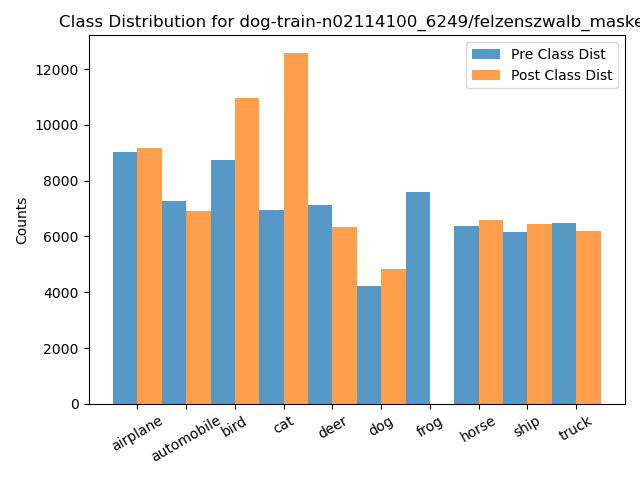 Class Distribution for dog-train-n02114100_6249/felzenszwalb_maske
Pre Class Dist
Post Class Dist
Counts
12000
10000
8000
6000
4000
2000
0
airplane
automobile
bird
cat
deer
dog
frog
horse
ship
truck